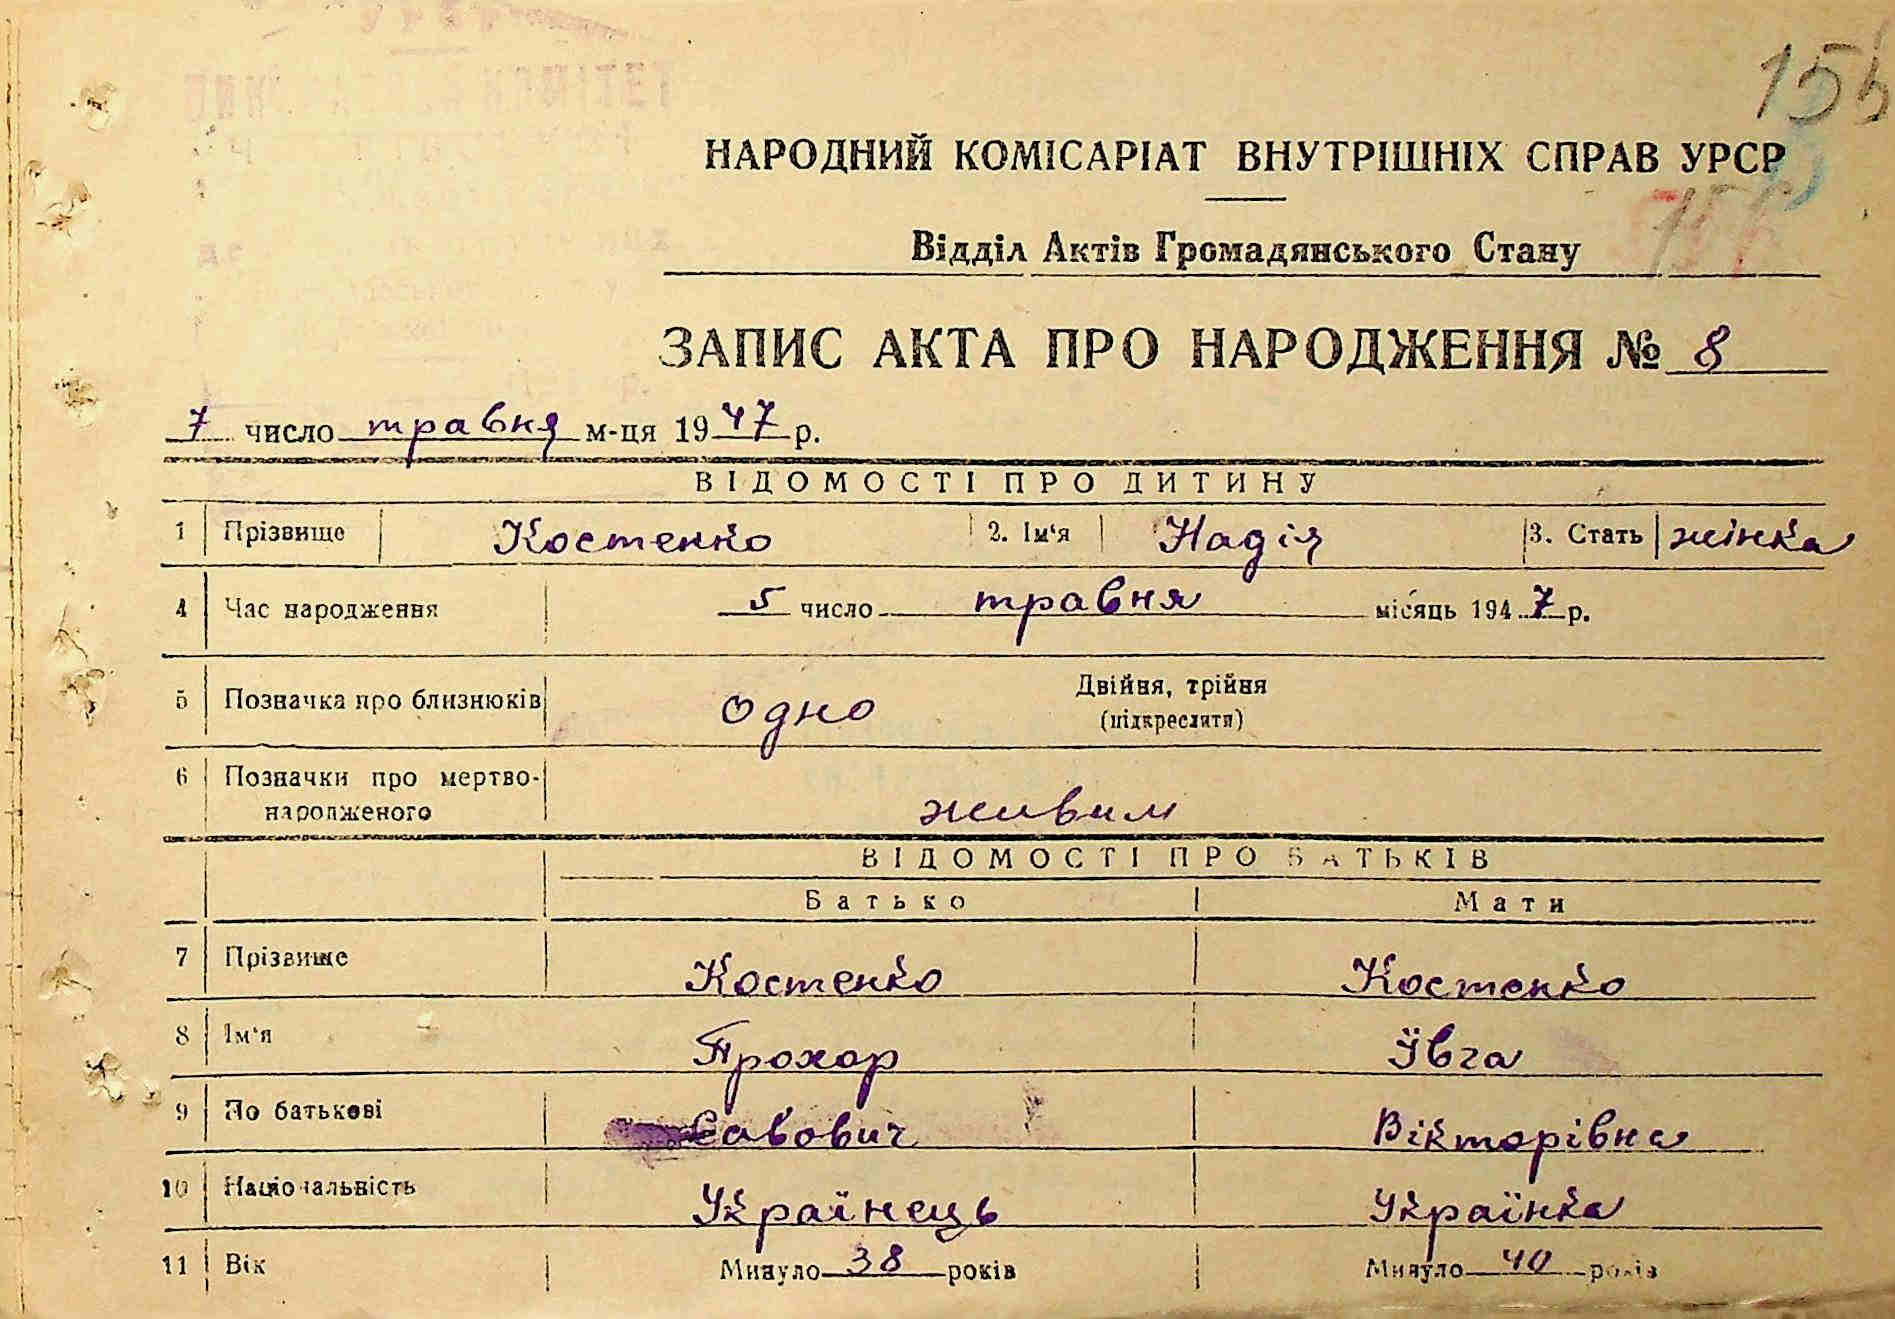 155
НАРОДНИЙ КОМІСАРІАТ ВНУТРІШНІХ СПРАВ УРСР
Відділ Актів Громадянського Стану
ЗАПИС АКТА ПРО НАРОДЖЕННЯ № 8
7 число травня м-ця 1947 р.
ВІДОМОСТІ ПРО ДИТИНУ
1 Прізвище Костенко 2. Ім'я Надія 3. Стать жінка
4 Час народження 5 число травня місяць 1947 р.
5 Позначка про близнюків одно Двійня, трійня
(підкреслити)
6 Позначки про мертво-
народженого живим
ВІДОМОСТІ ПРО БАТЬКІВ
Батько Мати
7 Прізвище Костенко Костенко
8 Ім'я Прохор Ївга
9 По батькові Савович Вікторівна
10 Національність Українець Українка
11 Вік Минуло 38 років Минуло 40 років